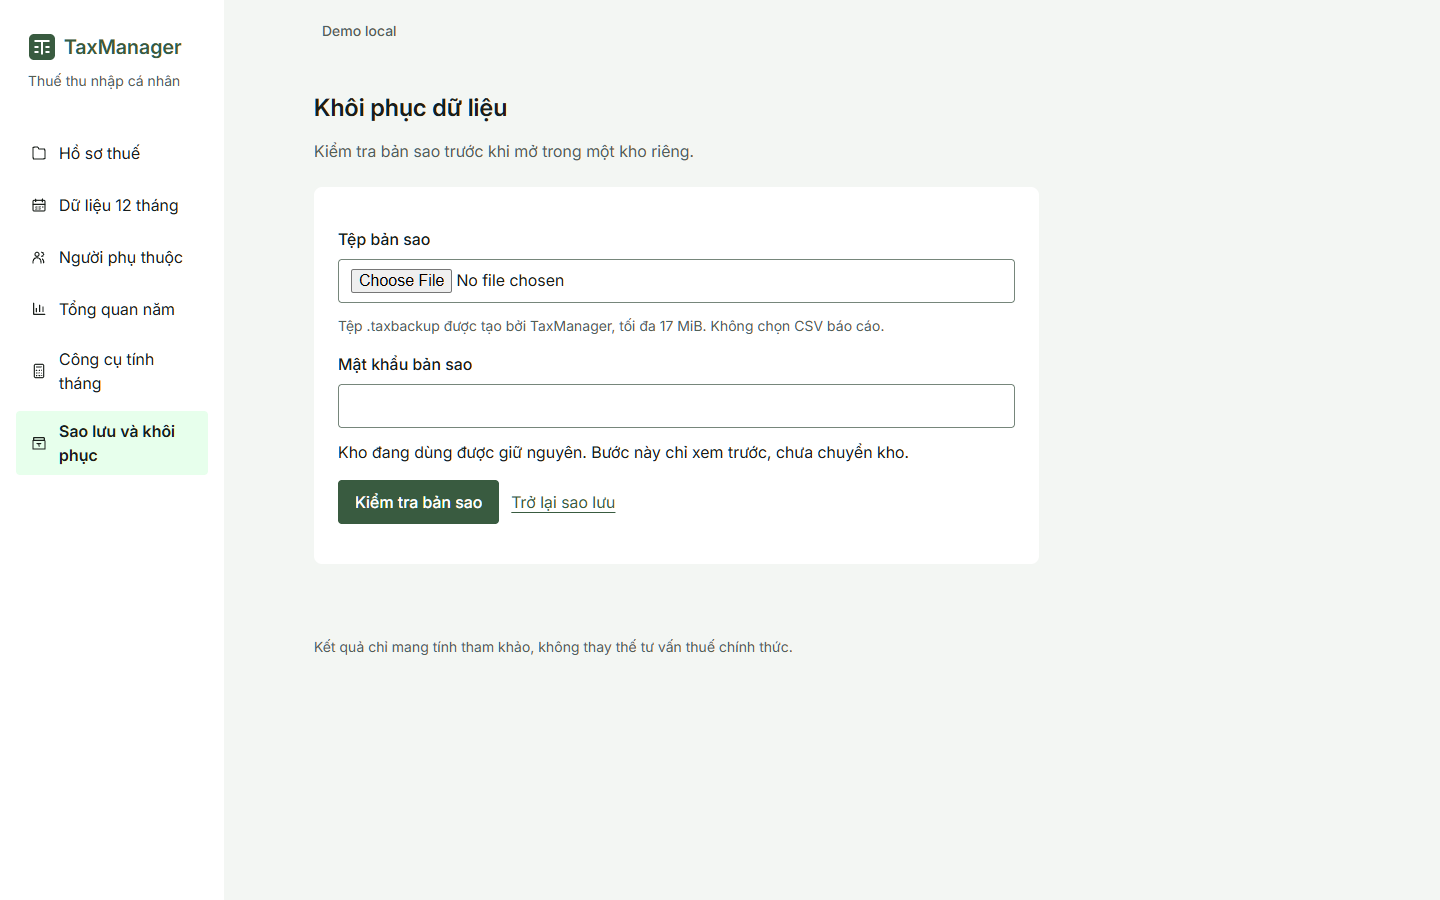 TaxManager
Thuế thu nhập cá nhân
Hồ sơ thuế
Dữ liệu 12 tháng
Người phụ thuộc
Tổng quan năm
Công cụ tính
tháng
Sao lưu và khôi
phục
Demo local
Khôi phục dữ liệu
Kiểm tra bản sao trước khi mở trong một kho riêng.
Tệp bản sao
Choose File No file chosen
Tệp .taxbackup được tạo bởi TaxManager, tối đa 17 MiB. Không chọn CSV báo cáo.
Mật khẩu bản sao
Kho đang dùng được giữ nguyên. Bước này chỉ xem trước, chưa chuyển kho.
Kiểm tra bản sao Trở lại sao lưu
Kết quả chỉ mang tính tham khảo, không thay thế tư vấn thuế chính thức.